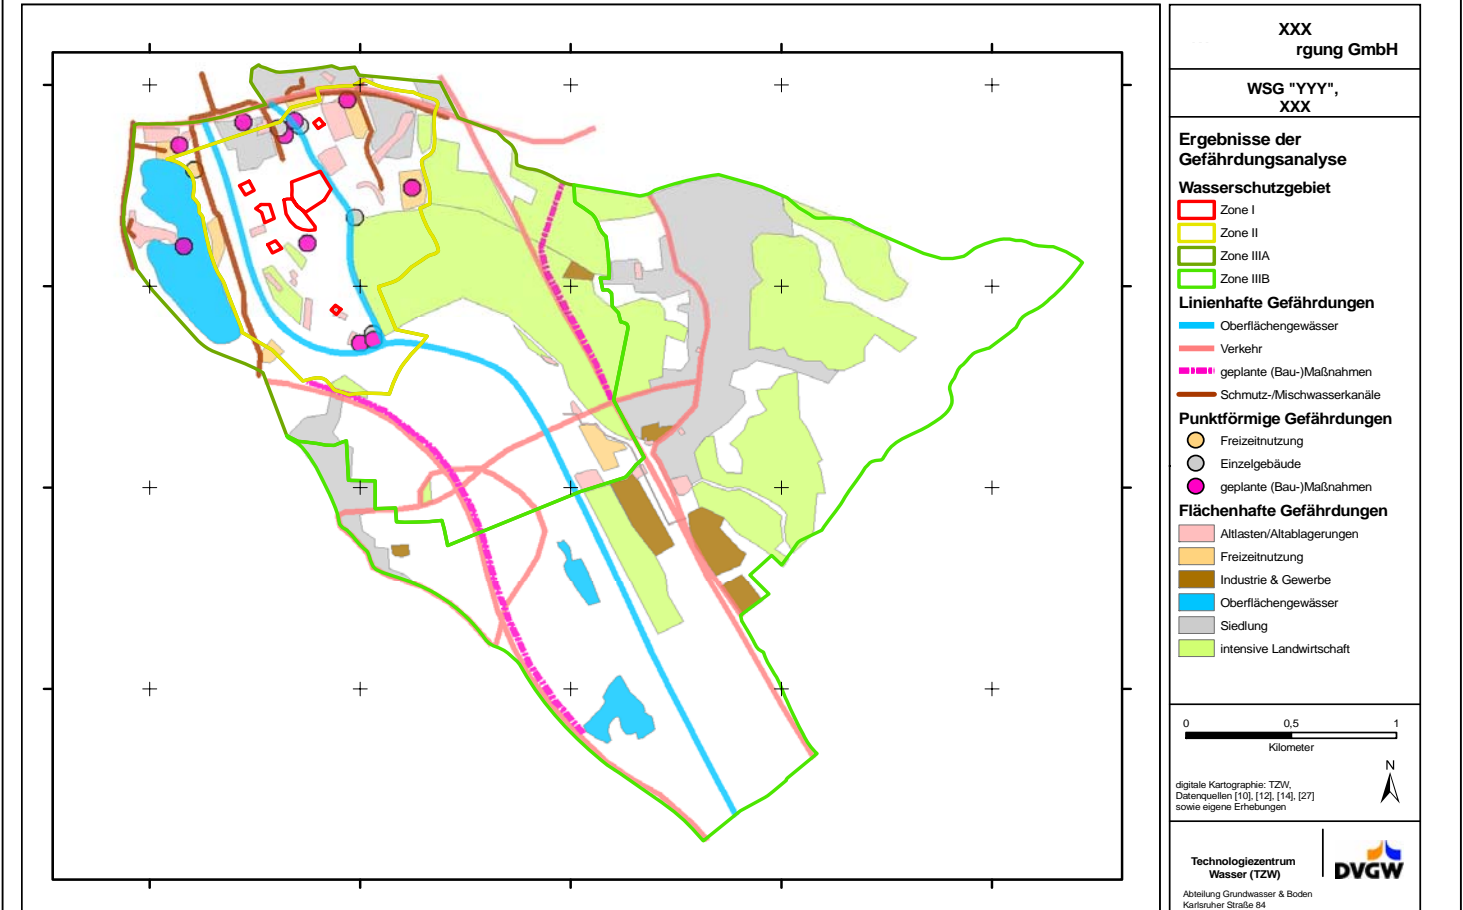 XXX
rgung GmbH
WSG "YYY",
XXX
Ergebnisse der
Gefährdungsanalyse
Wasserschutzgebiet
Zone I
Zone II
Zone IIIA
Zone IIIB
Linienhafte Gefährdungen
Oberflächengewässer
Verkehr
geplante (Bau-)Maßnahmen
Schmutz-/Mischwasserkanäle
Punktförmige Gefährdungen
Freizeitnutzung
Einzelgebäude
geplante (Bau-)Maßnahmen
Flächenhafte Gefährdungen
Altlasten/Altablagerungen
Freizeitnutzung
Industrie & Gewerbe
Oberflächengewässer
Siedlung
intensive Landwirtschaft
0 0,5 1
Kilometer
N
digitale Kartographie: TZW,
Datenquellen [10], [12], [14], [27]
sowie eigene Erhebungen
Technologiezentrum
Wasser (TZW)
DVGW
Abteilung Grundwasser & Boden
Karlsruher Straße 84